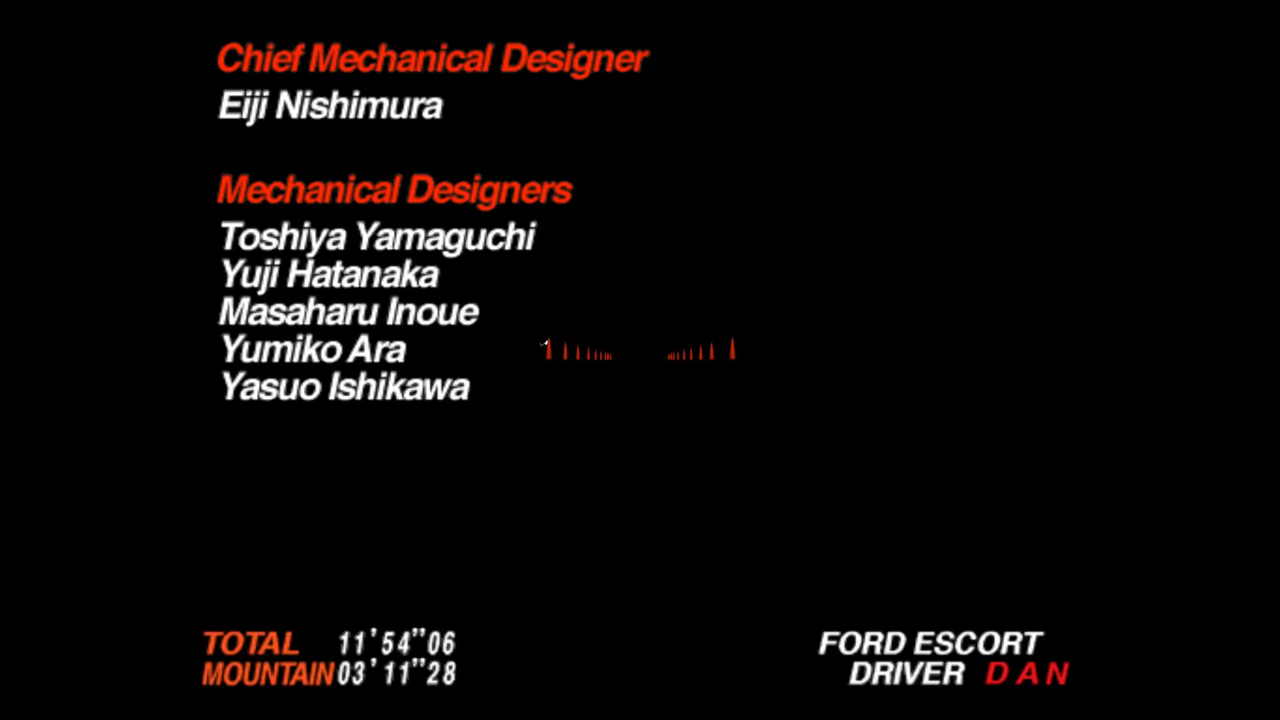 Chief Mechanical Designer
Eiji Nishimura
Mechanical Designers
Toshiya Yamaguchi
Yuji Hatanaka
Masaharu Inoue
Yumiko Ara
Yasuo Ishikawa
TOTAL 11'54"06
MOUNTAIN 03'11"28
FORD ESCORT
DRIVER DAN